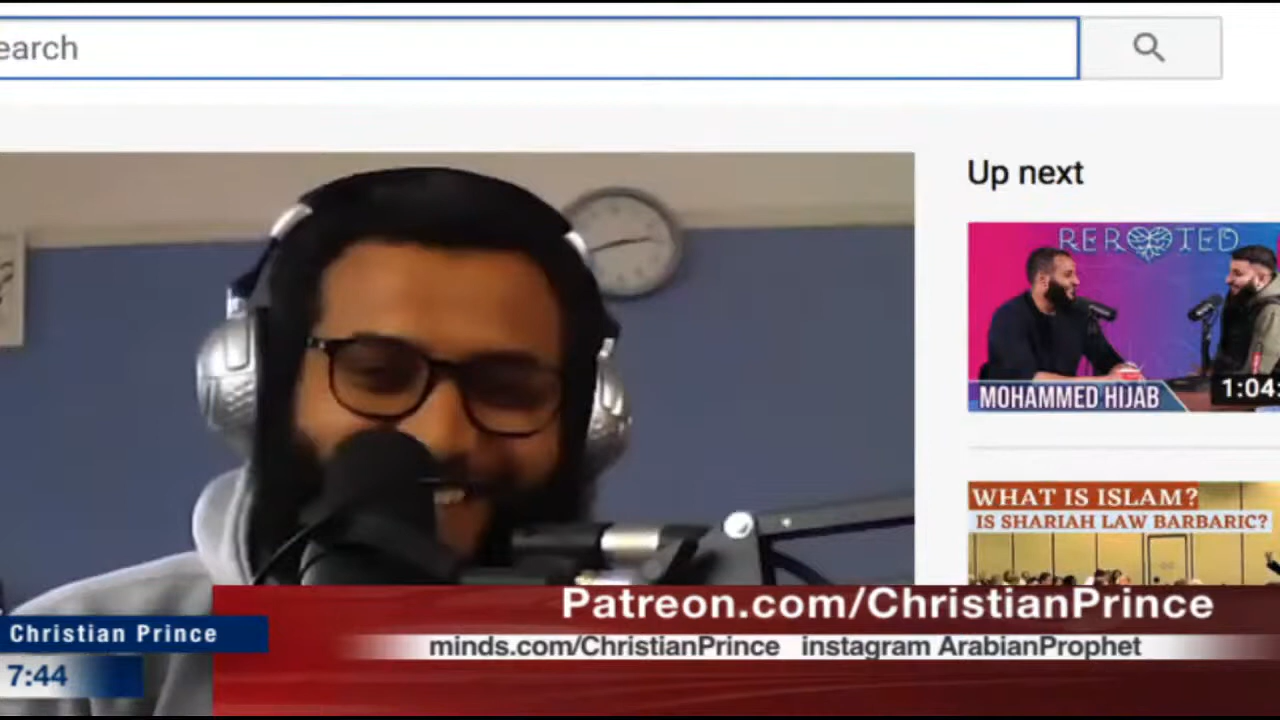 earch
Up next
REROOTED
MOHAMMED HIJAB
1:04:
WHAT IS ISLAM?
IS SHARIAH LAW BARBARIC?
Patreon.com/ChristianPrince
Christian Prince
minds.com/ChristianPrince instagram ArabianProphet
7:44